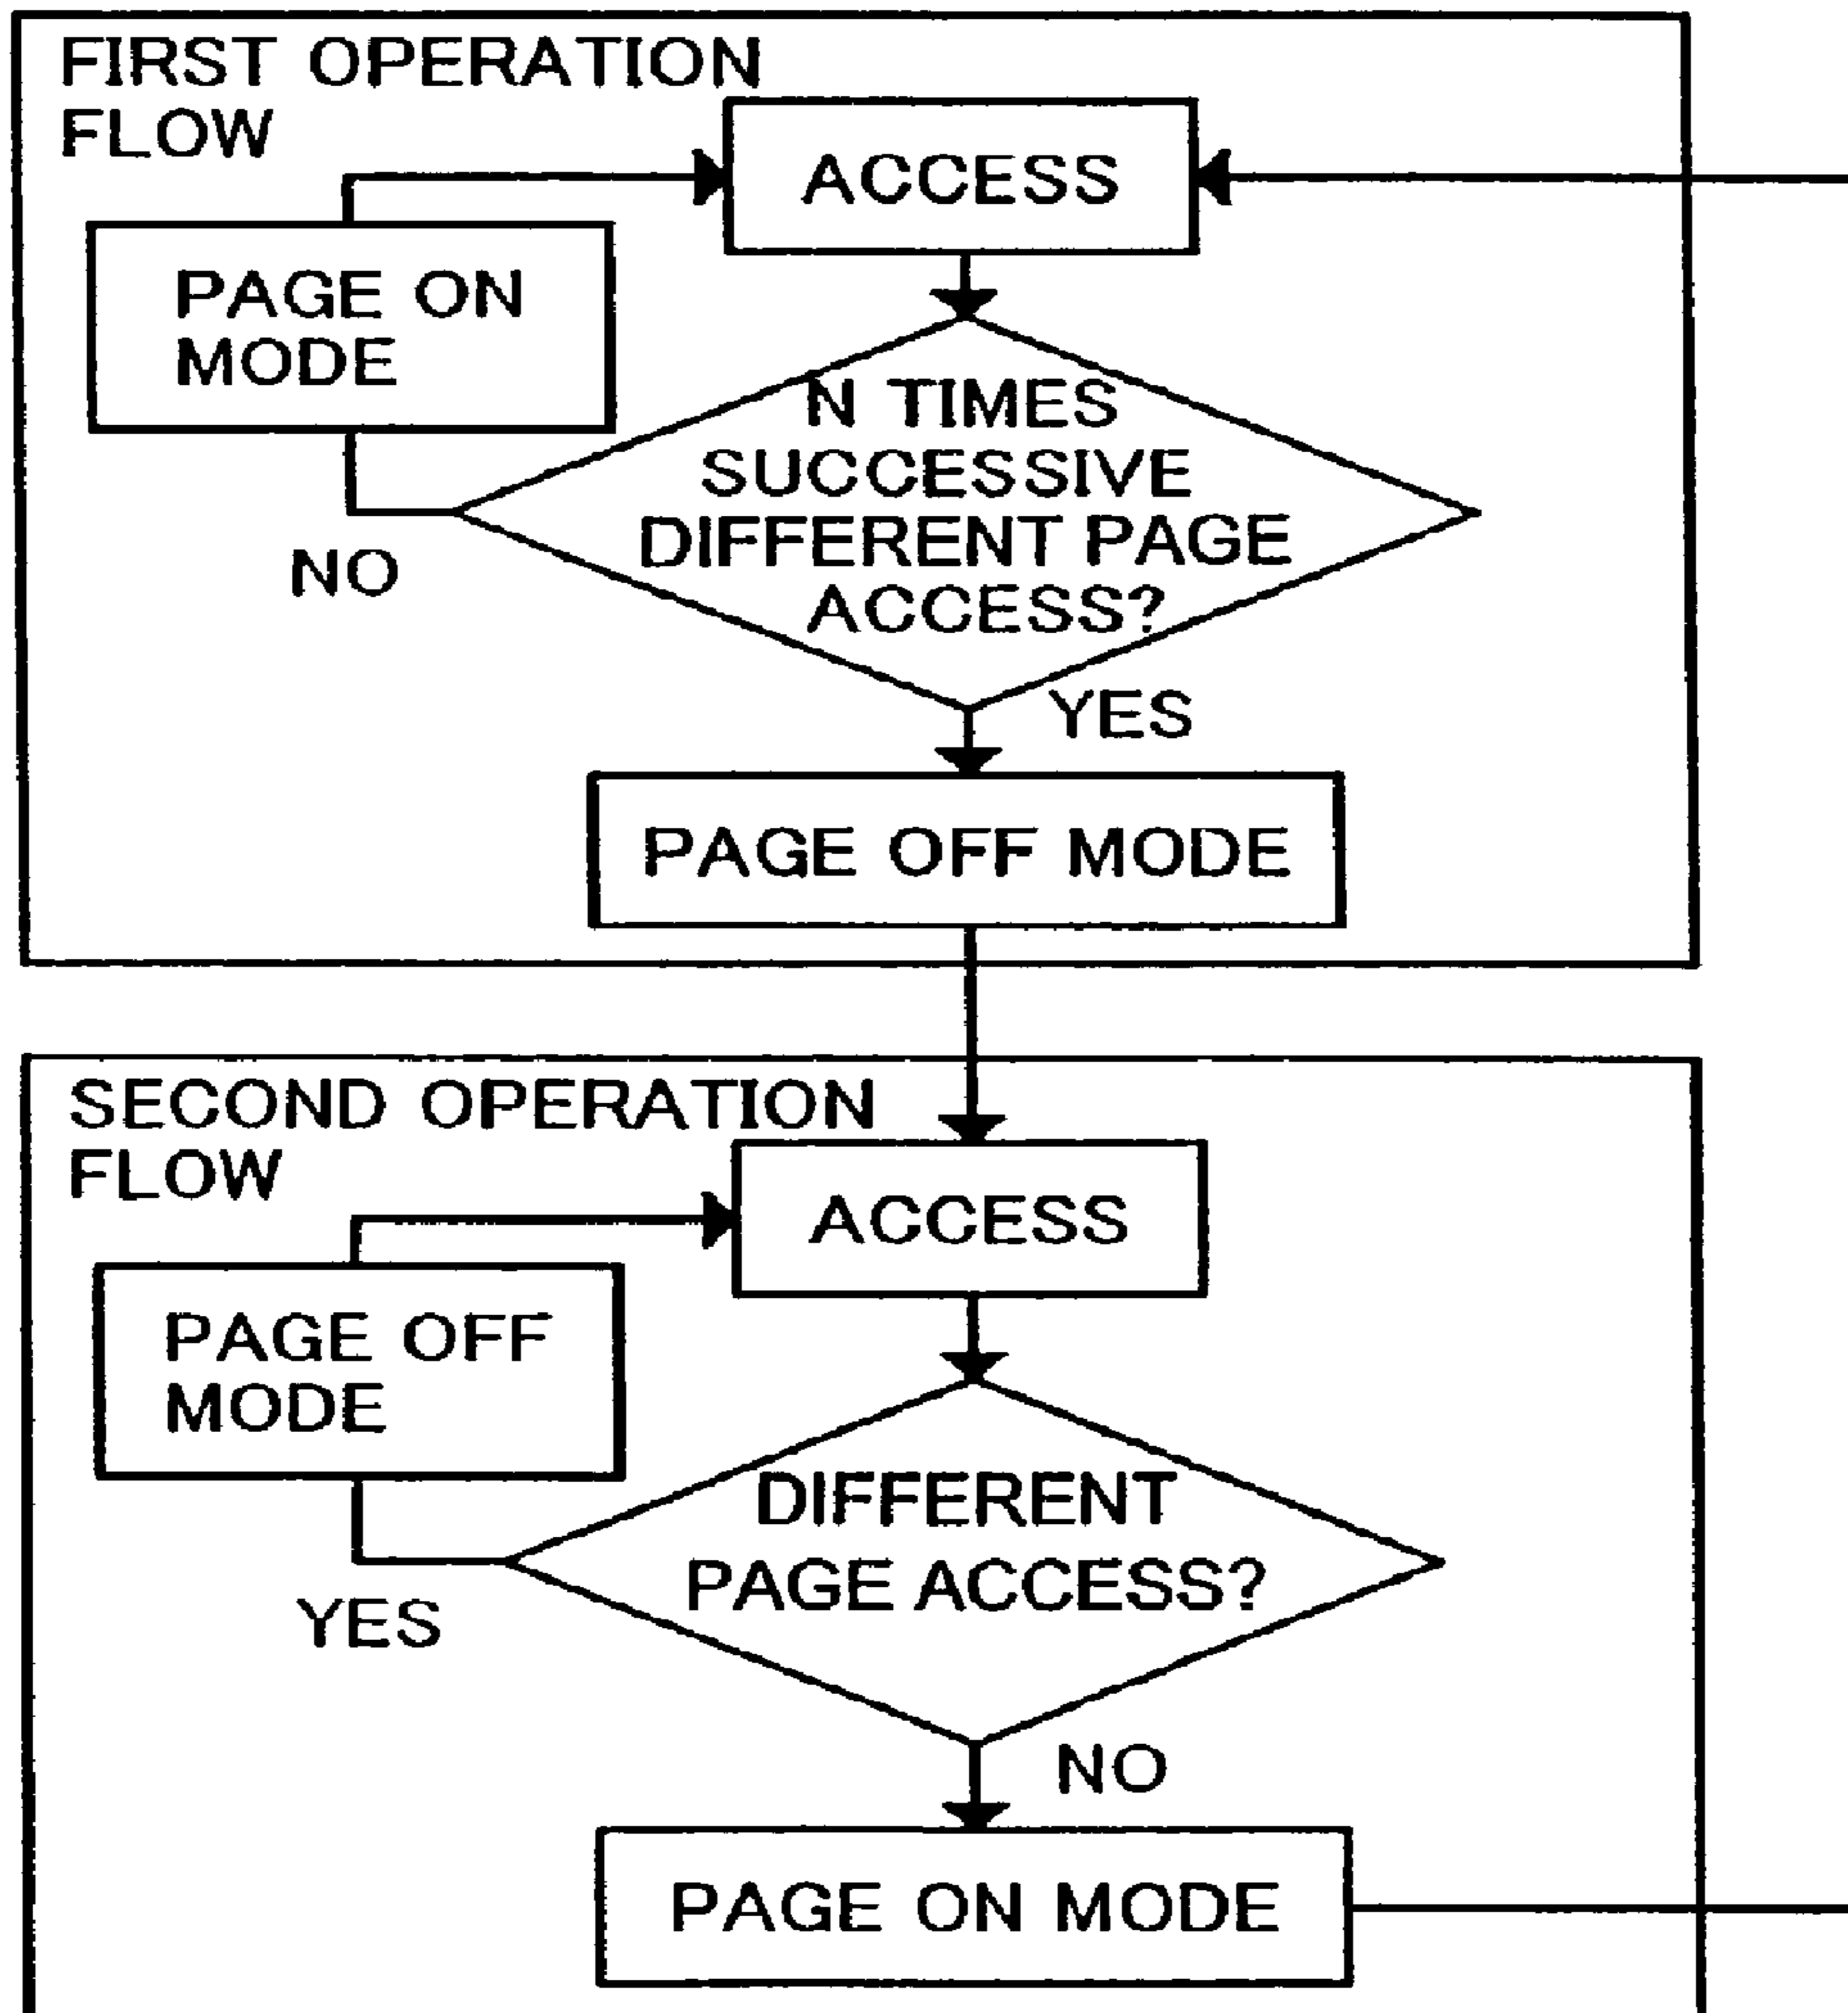 FIRST OPERATION
FLOW
ACCESS
PAGE ON
MODE
N TIMES
SUCCESSIVE
DIFFERENT PAGE
ACCESS?
NO
YES
PAGE OFF MODE
SECOND OPERATION
FLOW
ACCESS
PAGE OFF
MODE
DIFFERENT
PAGE ACCESS?
YES
NO
PAGE ON MODE